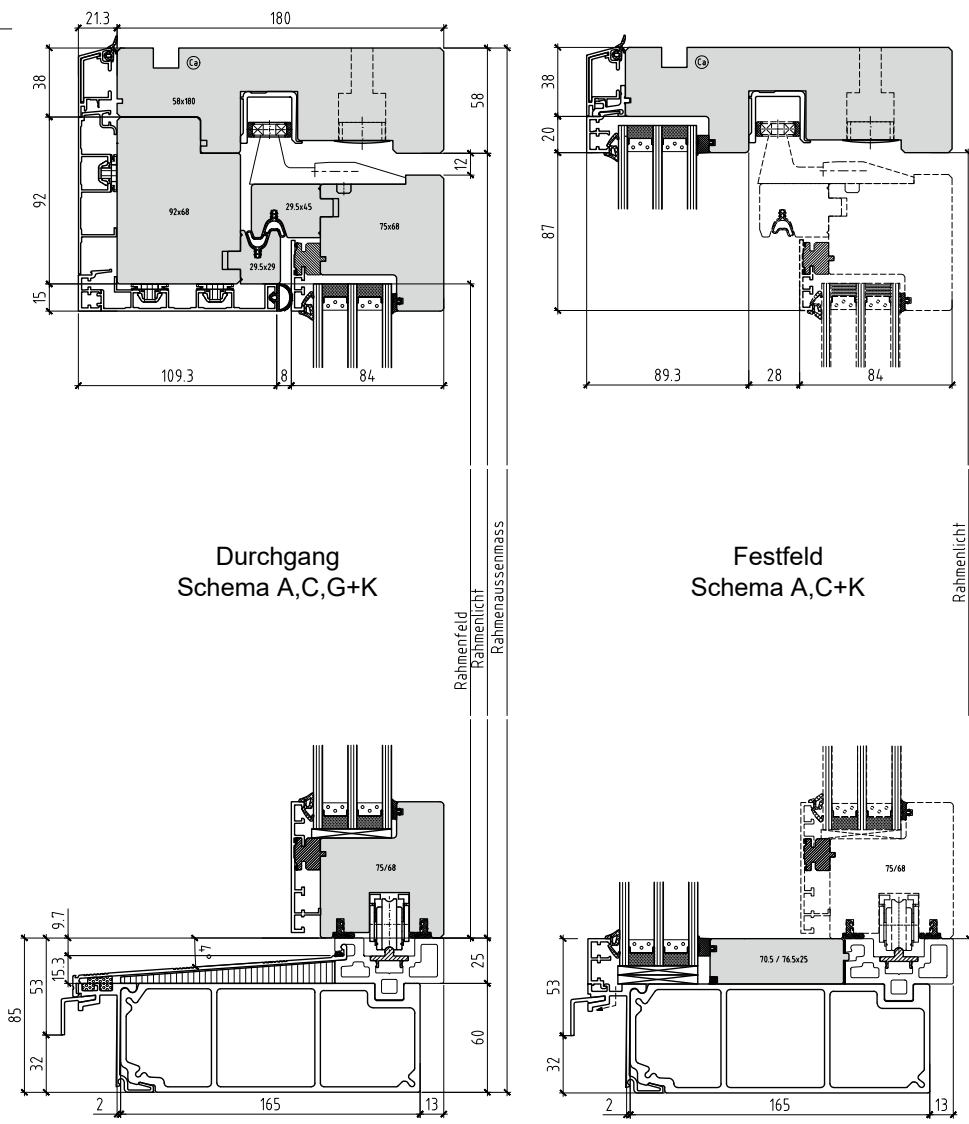 21.3
180
38
92
15
58
12
Ca
58x180
92x68
29.5x45
75x68
29.5x29
109.3
8
84
38
20
87
Ca
89.3
28
84
Durchgang
Schema A,C,G+K
Rahmenfeld
Rahmenlicht
Rahmenaussenmass
Festfeld
Schema A,C+K
Rahmenlicht
75/68
9.7
15.3
53
85
32
4°
25
60
2
165
13
75/68
70.5 / 76.5x25
53
32
2
165
13